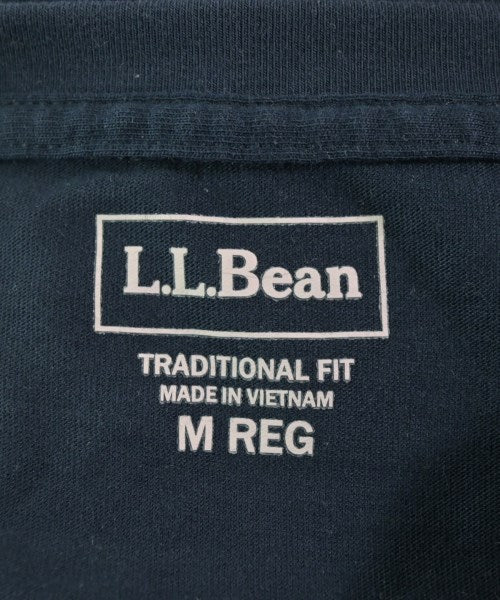 L.L.Bean
TRADITIONAL FIT
MADE IN VIETNAM
M REG